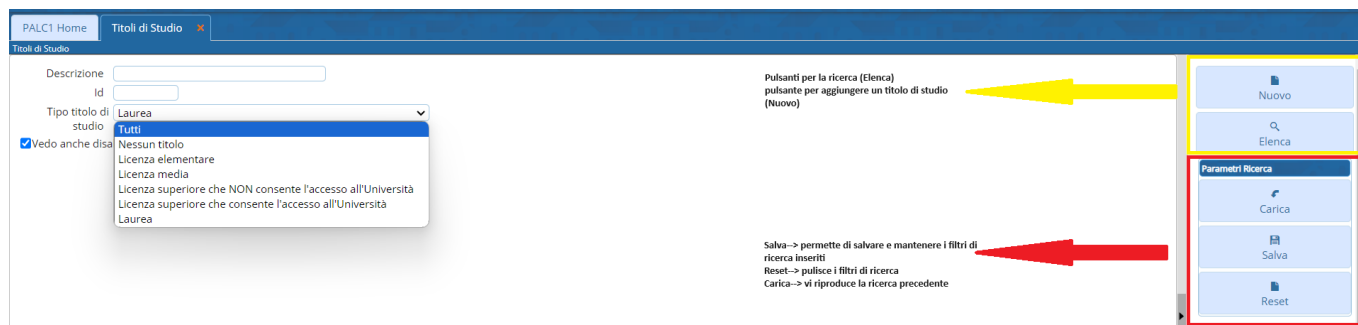 PALC1 Home
Titoli di Studio ×
Titoli di Studio
Descrizione
Id
Tipo titolo di
studio
Laurea
Tutti
Nessun titolo
Licenza elementare
Licenza media
Licenza superiore che NON consente l'accesso all'Università
Licenza superiore che consente l'accesso all'Università
Laurea
Vedo anche disa
Pulsanti per la ricerca (Elenca)
pulsante per aggiungere un titolo di studio
(Nuovo)
Salva--> permette di salvare e mantenere i filtri di
ricerca inseriti
Reset--> pulisce i filtri di ricerca
Carica--> vi riproduce la ricerca precedente
Nuovo
Elenca
Parametri Ricerca
Carica
Salva
Reset